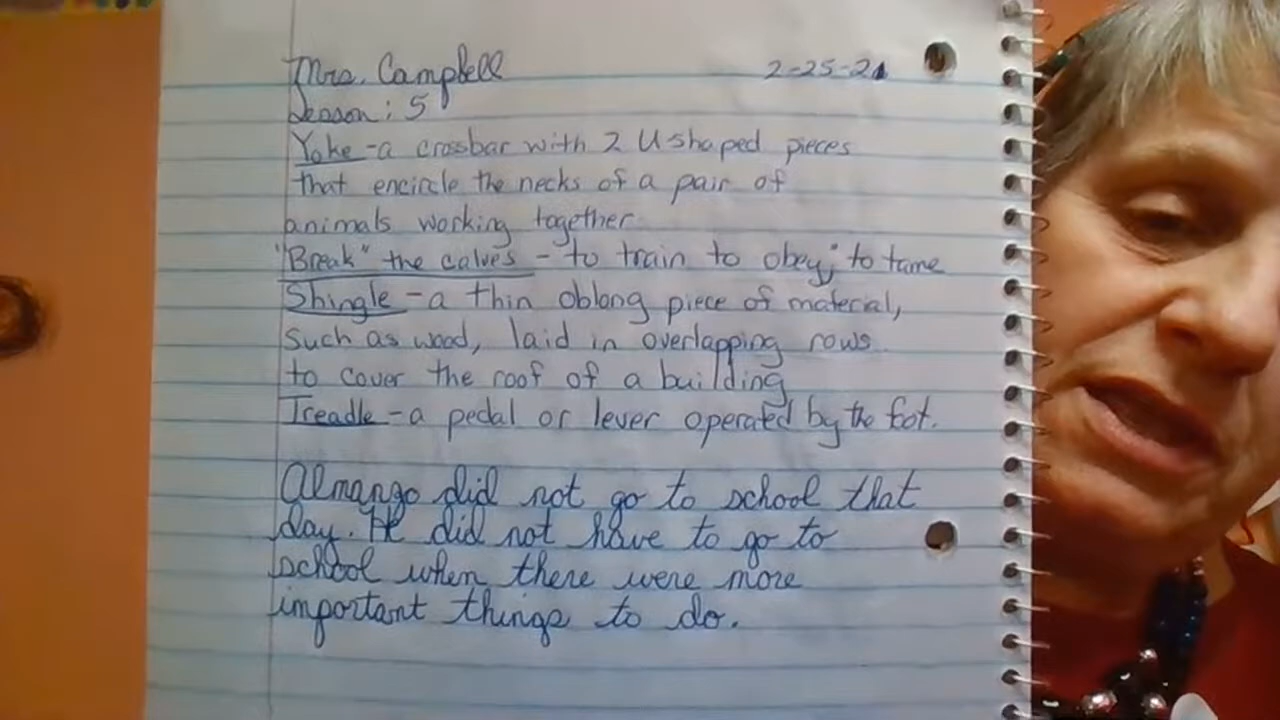 Mrs. Campbell 2-25-21
Lesson: 5
Yoke - a crossbar with 2 U shaped pieces
that encircle the necks of a pair of
animals working together
"Break" the calves - to train to obey; to tame
Shingle - a thin oblong piece of material,
such as wood, laid in overlapping rows
to cover the roof of a building
Treadle - a pedal or lever operated by the foot.
Almanzo did not go to school that
day. He did not have to go to
school when there were more
important things to do.